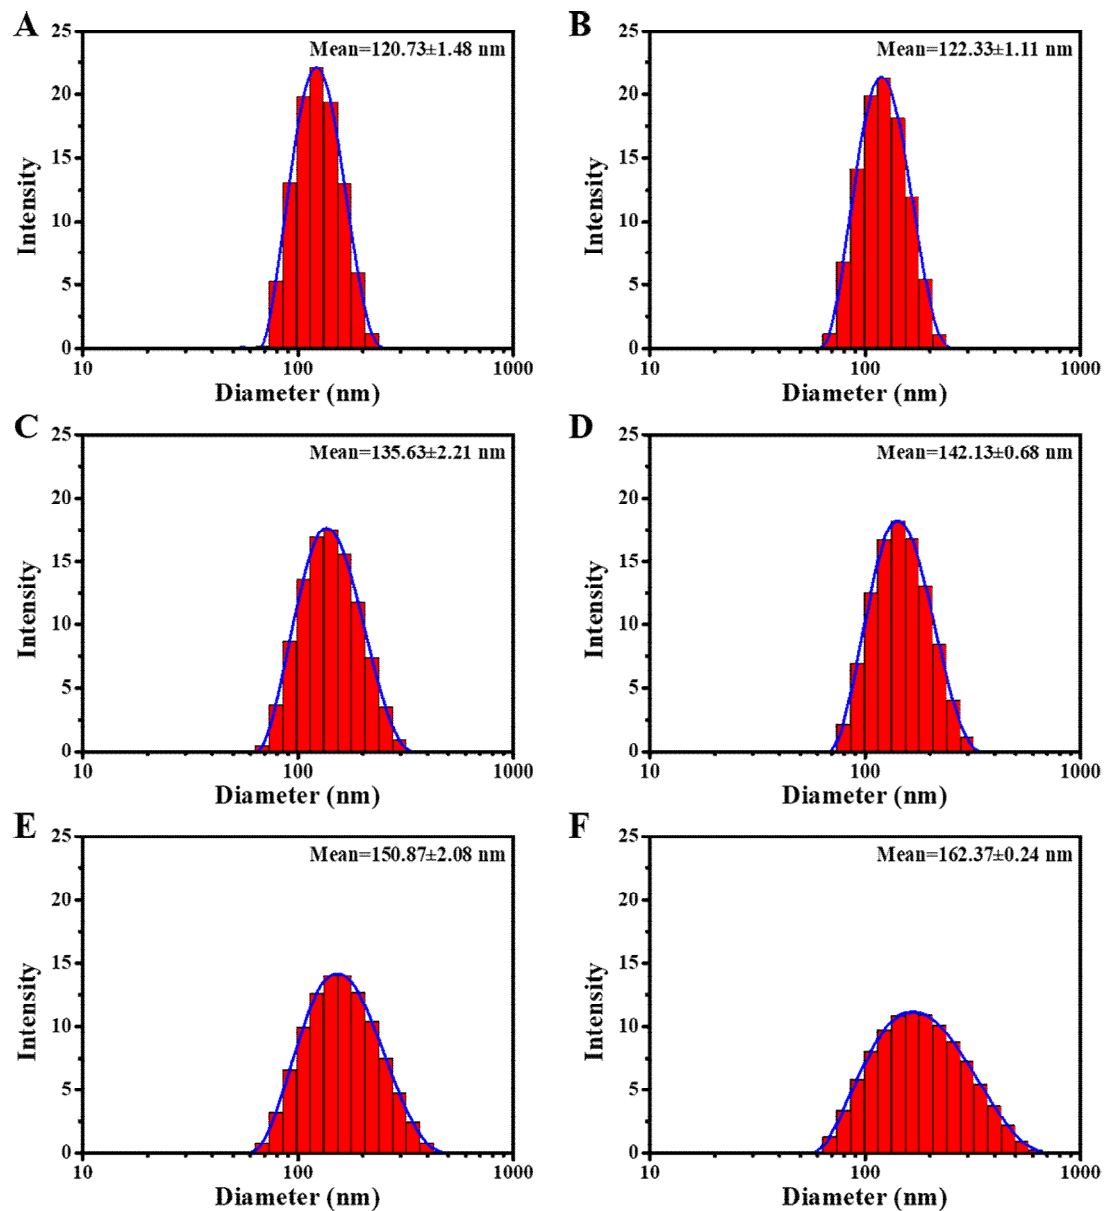 A
B
25
20
15
10
5
0
Intensity
Mean=120.73±1.48 nm
10
100
1000
Diameter (nm)
25
20
15
10
5
0
Intensity
Mean=122.33±1.11 nm
10
100
1000
Diameter (nm)
C
D
25
20
15
10
5
0
Intensity
Mean=135.63±2.21 nm
10
100
1000
Diameter (nm)
25
20
15
10
5
0
Intensity
Mean=142.13±0.68 nm
10
100
1000
Diameter (nm)
E
F
25
20
15
10
5
0
Intensity
Mean=150.87±2.08 nm
10
100
1000
Diameter (nm)
25
20
15
10
5
0
Intensity
Mean=162.37±0.24 nm
10
100
1000
Diameter (nm)